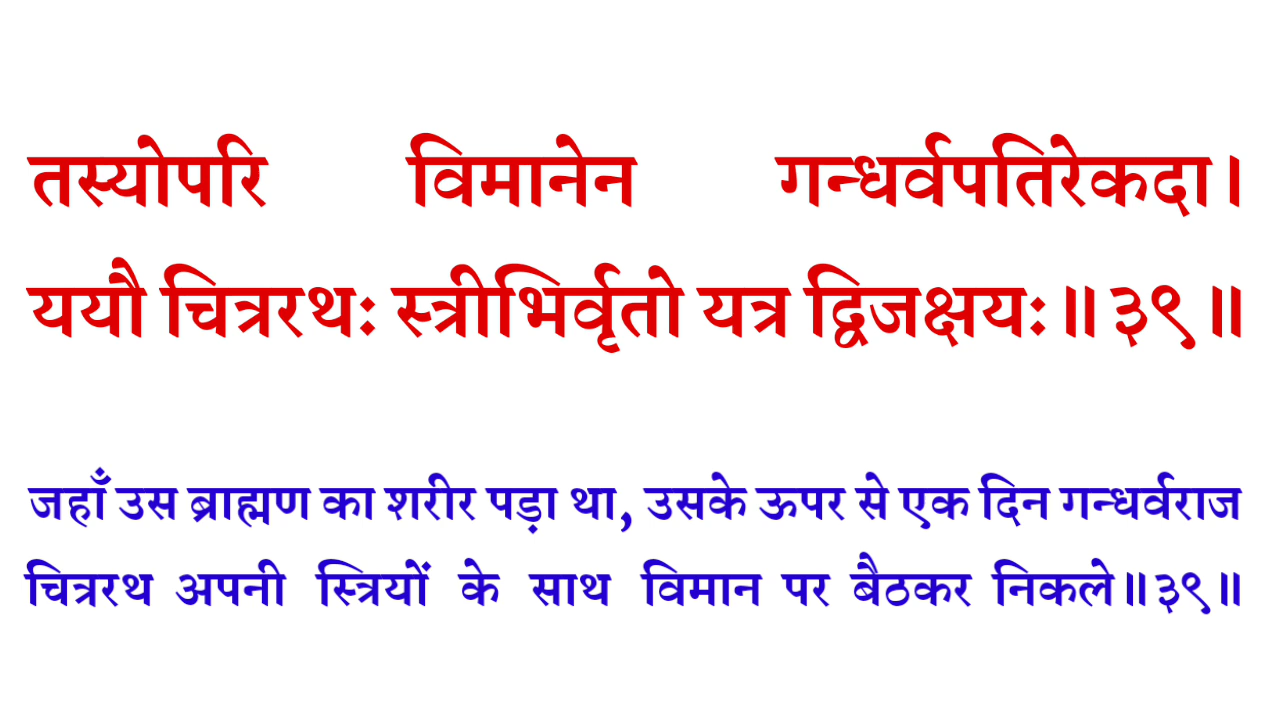 तस्योपरि विमानेन गन्धर्वपतिरेकदा।
ययौ चित्ररथः स्त्रीभिर्वृतो यत्र द्विजक्षयः॥३९॥
जहाँ उस ब्राह्मण का शरीर पड़ा था, उसके ऊपर से एक दिन गन्धर्वराज
चित्ररथ अपनी स्त्रियों के साथ विमान पर बैठकर निकले॥३९॥